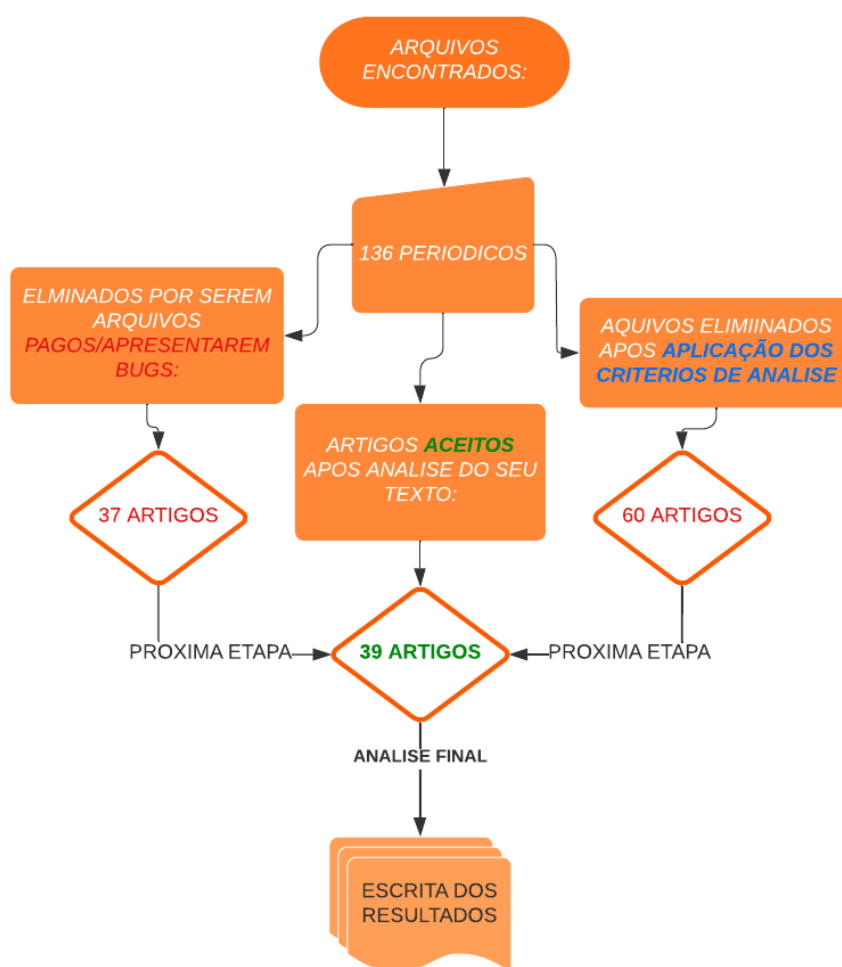 ARQUIVOS
ENCONTRADOS:
136 PERIODICOS
ELMINADOS POR SEREM
ARQUIVOS
PAGOS/APRESENTAREM
BUGS:
AQUIVOS ELIMIINADOS
APOS APLICAÇÃO DOS
CRITERIOS DE ANALISE
ARTIGOS ACEITOS
APOS ANALISE DO SEU
TEXTO:
37 ARTIGOS
60 ARTIGOS
PROXIMA ETAPA
39 ARTIGOS
PROXIMA ETAPA
ANALISE FINAL
ESCRITA DOS
RESULTADOS